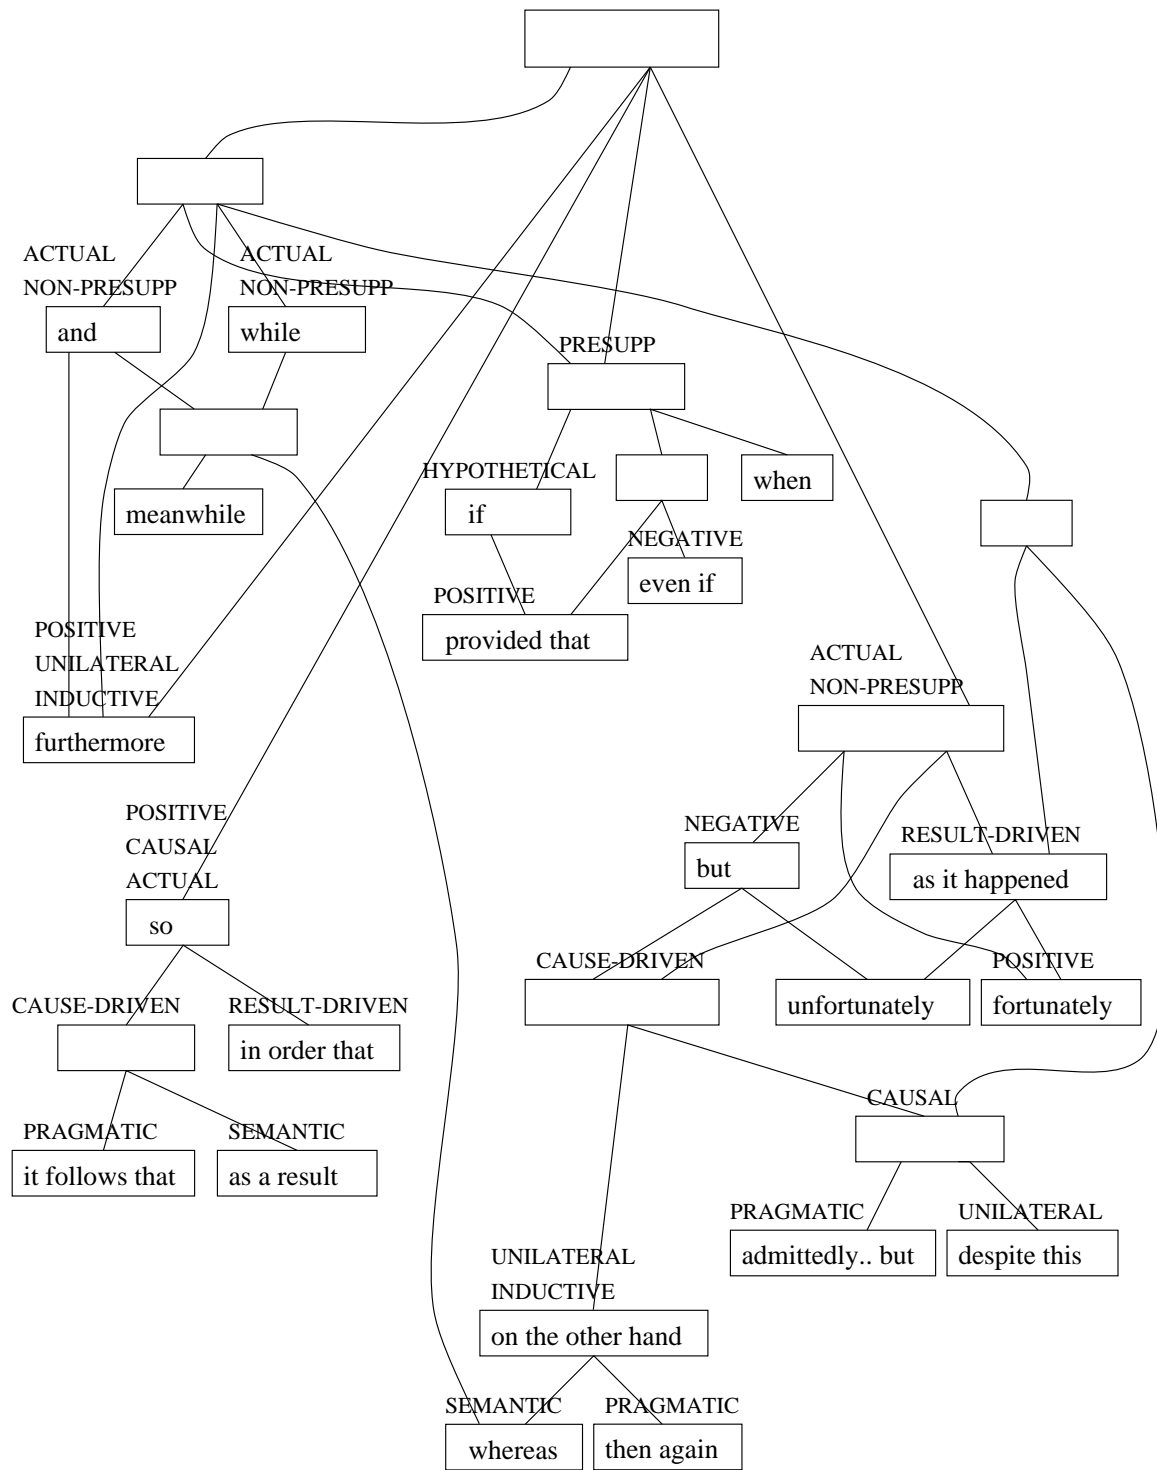 ACTUAL
NON-PRESUPP
and
ACTUAL
NON-PRESUPP
while
PRESUPP
meanwhile
HYPOTHETICAL
if
when
NEGATIVE
even if
POSITIVE
provided that
POSITIVE
UNILATERAL
INDUCTIVE
furthermore
ACTUAL
NON-PRESUPP
POSITIVE
CAUSAL
ACTUAL
so
NEGATIVE
but
RESULT-DRIVEN
as it happened
CAUSE-DRIVEN
unfortunately
POSITIVE
fortunately
CAUSE-DRIVEN
RESULT-DRIVEN
in order that
PRAGMATIC
it follows that
SEMANTIC
as a result
CAUSAL
PRAGMATIC
admittedly.. but
UNILATERAL
despite this
UNILATERAL
INDUCTIVE
on the other hand
SEMANTIC
whereas
PRAGMATIC
then again